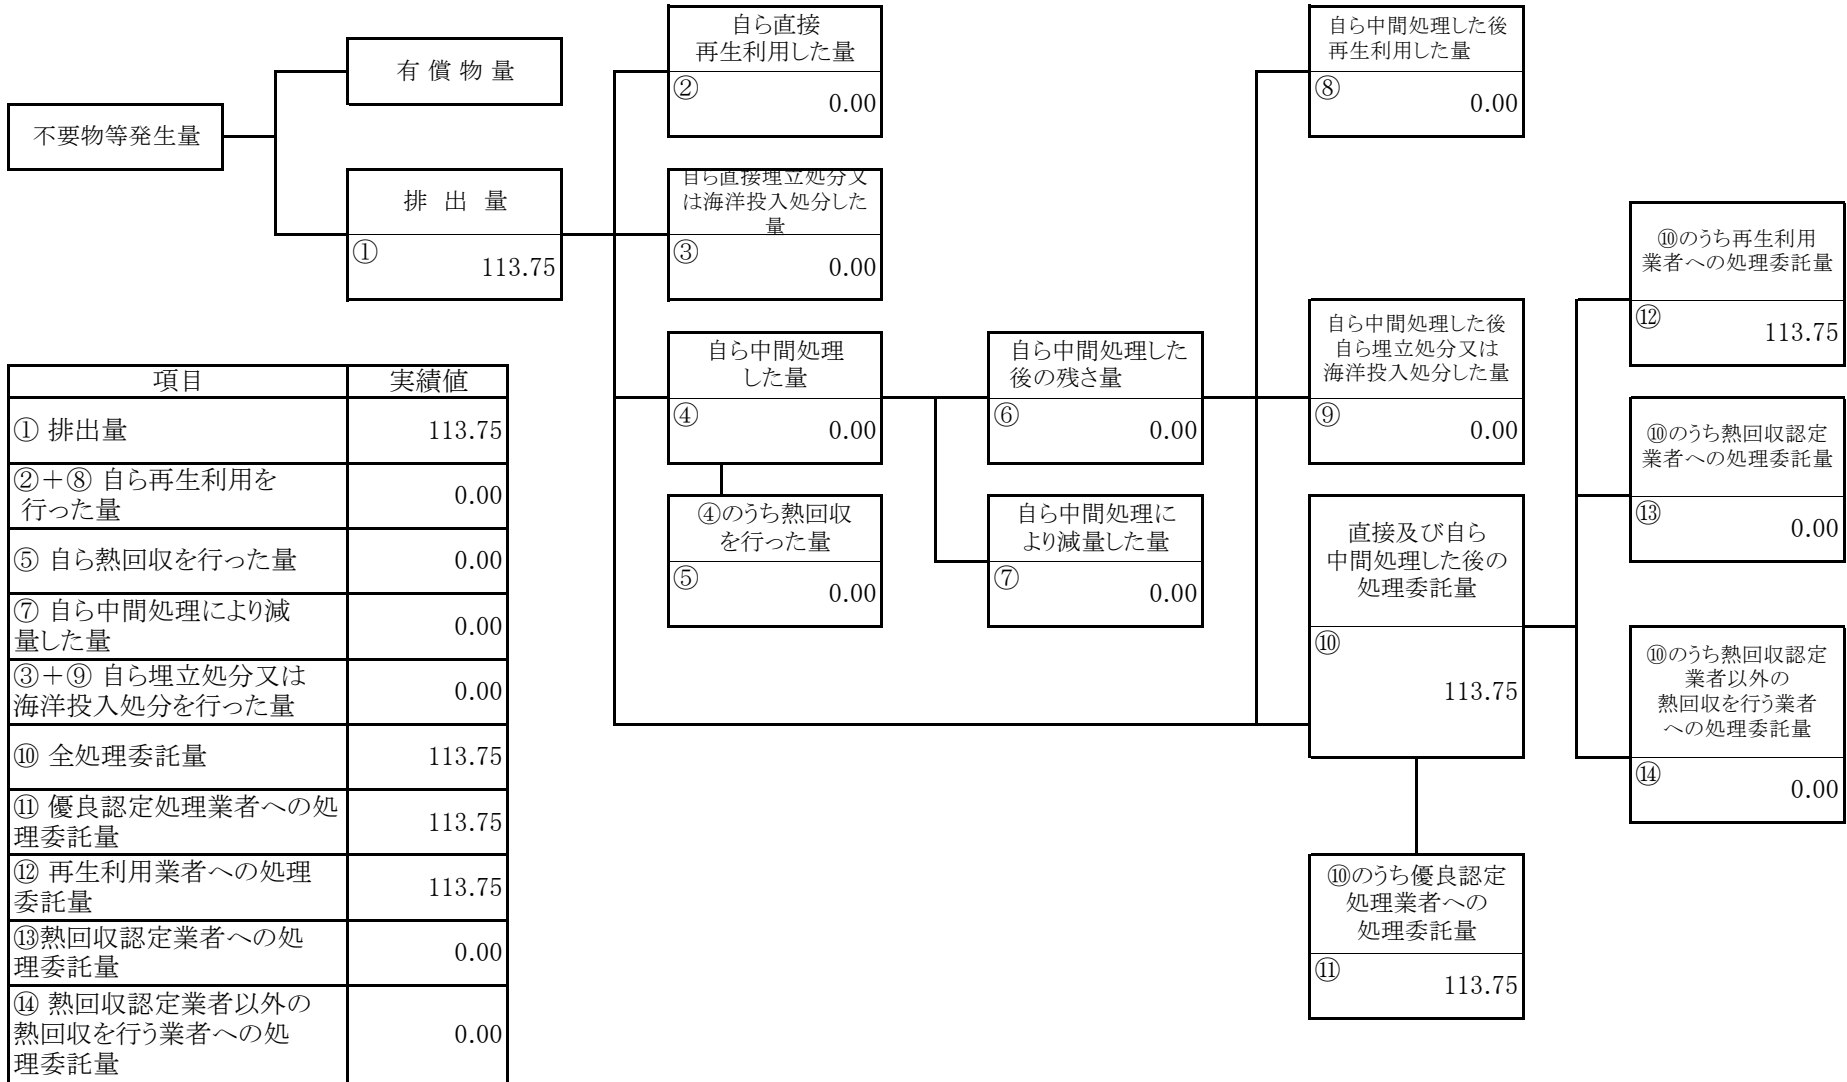 不要物等発生量
有 償 物 量
排 出 量
①
113.75
自ら直接
再生利用した量
②
0.00
自ら直接埋立処分又
は海洋投入処分した
量
③
0.00
自ら中間処理
した量
④
0.00
④のうち熱回収
を行った量
⑤
0.00
自ら中間処理した
後の残さ量
⑥
0.00
自ら中間処理に
より減量した量
⑦
0.00
自ら中間処理した後
再生利用した量
⑧
0.00
自ら中間処理した後
自ら埋立処分又は
海洋投入処分した量
⑨
0.00
直接及び自ら
中間処理した後の
処理委託量
⑩
113.75
⑩のうち優良認定
処理業者への
処理委託量
⑪
113.75
⑩のうち再生利用
業者への処理委託量
⑫
113.75
⑩のうち熱回収認定
業者への処理委託量
⑬
0.00
⑩のうち熱回収認定
業者以外の
熱回収を行う業者
への処理委託量
⑭
0.00
項目 実績値
① 排出量 113.75
②＋⑧ 自ら再生利用を
行った量 0.00
⑤ 自ら熱回収を行った量 0.00
⑦ 自ら中間処理により減
量した量 0.00
③＋⑨ 自ら埋立処分又は
海洋投入処分を行った量 0.00
⑩ 全処理委託量 113.75
⑪ 優良認定処理業者への処
理委託量 113.75
⑫ 再生利用業者への処理
委託量 113.75
⑬熱回収認定業者への処
理委託量 0.00
⑭ 熱回収認定業者以外の
熱回収を行う業者への処
理委託量 0.00